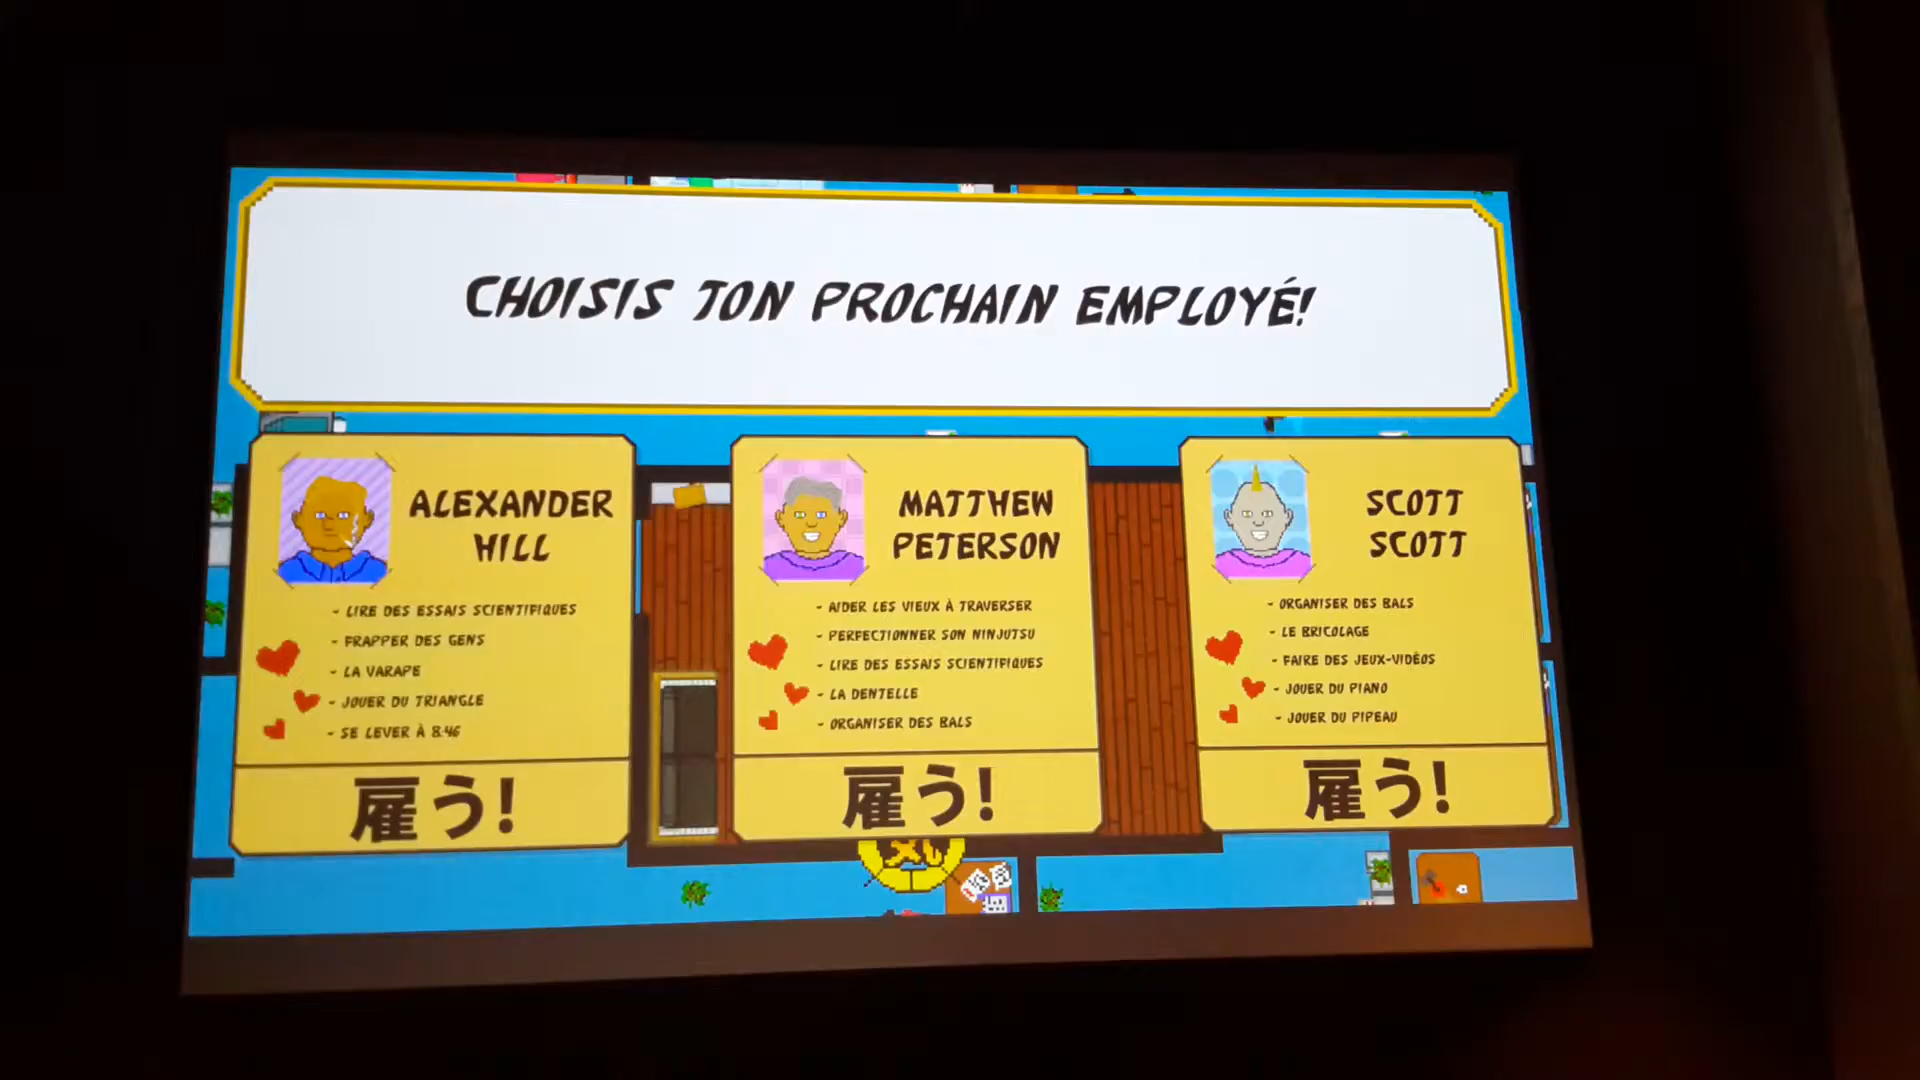 CHOISIS TON PROCHAIN EMPLOYÉ!
ALEXANDER
HILL
- LIRE DES ESSAIS SCIENTIFIQUES
- FRAPPER DES GENS
- LA VARAPE
- JOUER DU TRIANGLE
- SE LEVER À 8:46
雇う!
MATTHEW
PETERSON
- AIDER LES VIEUX À TRAVERSER
- PERFECTIONNER SON NINJUTSU
- LIRE DES ESSAIS SCIENTIFIQUES
- LA DENTELLE
- ORGANISER DES BALS
雇う!
SCOTT
SCOTT
- ORGANISER DES BALS
- LE BRICOLAGE
- FAIRE DES JEUX-VIDÉOS
- JOUER DU PIANO
- JOUER DU PIPEAU
雇う!